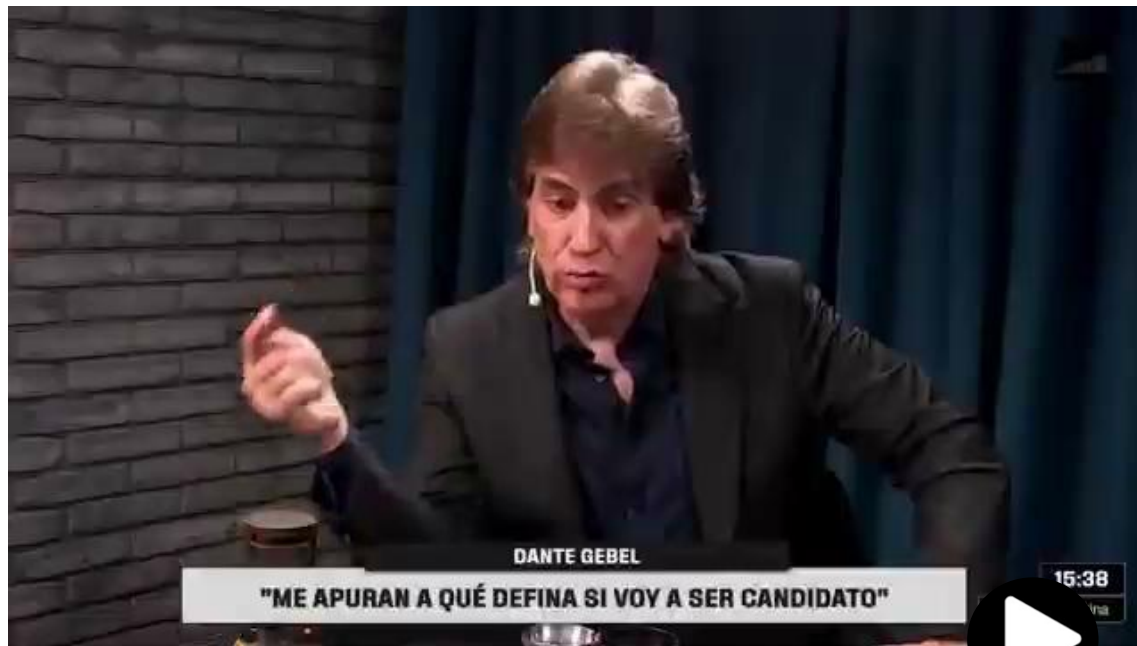 DANTE GEBEL
"ME APURAN A QUÉ DEFINA SI VOY A SER CANDIDATO"
15:38